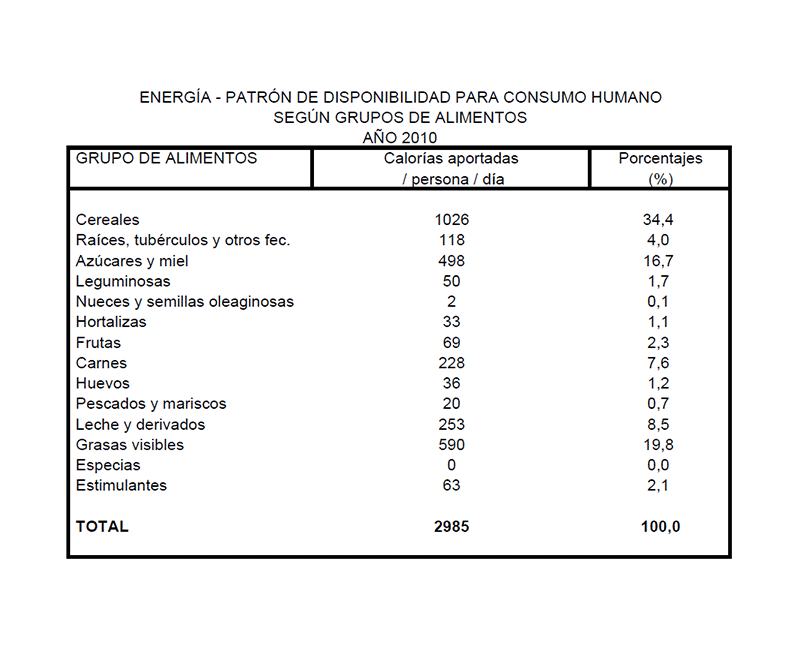 ENERGÍA - PATRÓN DE DISPONIBILIDAD PARA CONSUMO HUMANO
SEGÚN GRUPOS DE ALIMENTOS
AÑO 2010
GRUPO DE ALIMENTOS Calorías aportadas Porcentajes
/ persona / día (%)
Cereales 1026 34,4
Raíces, tubérculos y otros fec. 118 4,0
Azúcares y miel 498 16,7
Leguminosas 50 1,7
Nueces y semillas oleaginosas 2 0,1
Hortalizas 33 1,1
Frutas 69 2,3
Carnes 228 7,6
Huevos 36 1,2
Pescados y mariscos 20 0,7
Leche y derivados 253 8,5
Grasas visibles 590 19,8
Especias 0 0,0
Estimulantes 63 2,1
TOTAL 2985 100,0